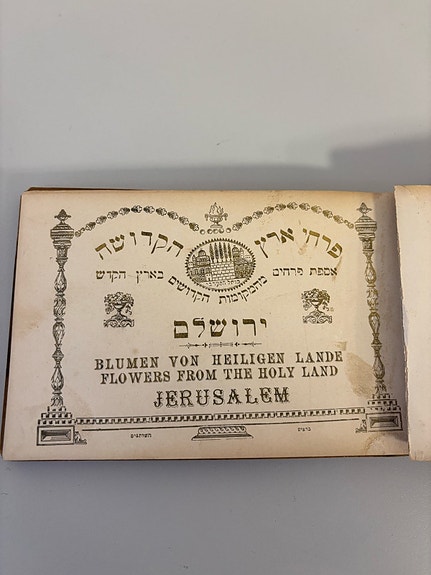 פרחי ארץ הקדושה
אספת פרחים מהמקומות הקדושים בארץ הקדש
ירושלם
BLUMEN VON HEILIGEN LANDE
FLOWERS FROM THE HOLY LAND
JERUSALEM